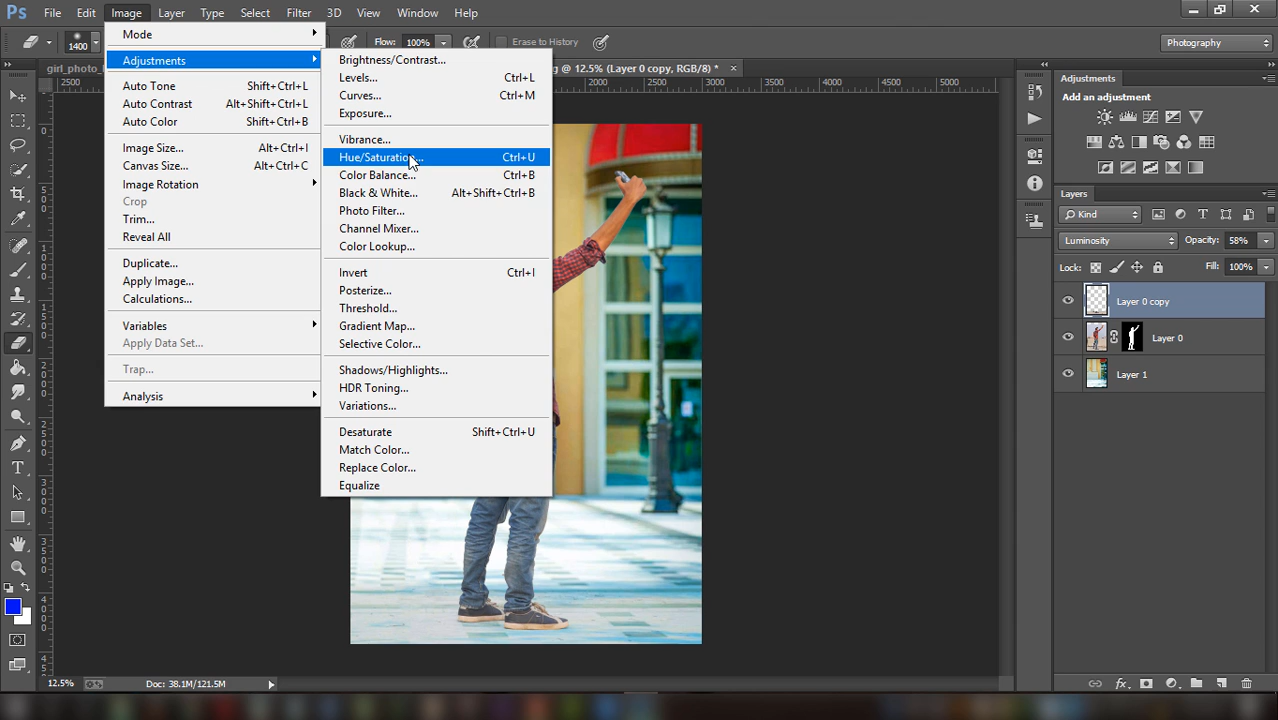 Ps File Edit Image Layer Type Select Filter 3D View Window Help
1400 Flow: 100% Erase to History Photography
girl_photo_ g @ 12.5% (Layer 0 copy, RGB/8) * ×
2500 2000 2500 3000 3500 4000 4500 5000
Mode
Adjustments
Auto Tone Shift+Ctrl+L
Auto Contrast Alt+Shift+Ctrl+L
Auto Color Shift+Ctrl+B
Image Size... Alt+Ctrl+I
Canvas Size... Alt+Ctrl+C
Image Rotation
Crop
Trim...
Reveal All
Duplicate...
Apply Image...
Calculations...
Variables
Apply Data Set...
Trap...
Analysis
Brightness/Contrast...
Levels... Ctrl+L
Curves... Ctrl+M
Exposure...
Vibrance...
Hue/Saturation... Ctrl+U
Color Balance... Ctrl+B
Black & White... Alt+Shift+Ctrl+B
Photo Filter...
Channel Mixer...
Color Lookup...
Invert Ctrl+I
Posterize...
Threshold...
Gradient Map...
Selective Color...
Shadows/Highlights...
HDR Toning...
Variations...
Desaturate Shift+Ctrl+U
Match Color...
Replace Color...
Equalize
Adjustments
Add an adjustment
Layers
Kind
Luminosity Opacity: 58%
Lock: Fill: 100%
Layer 0 copy
Layer 0
Layer 1
12.5% Doc: 38.1M/121.5M